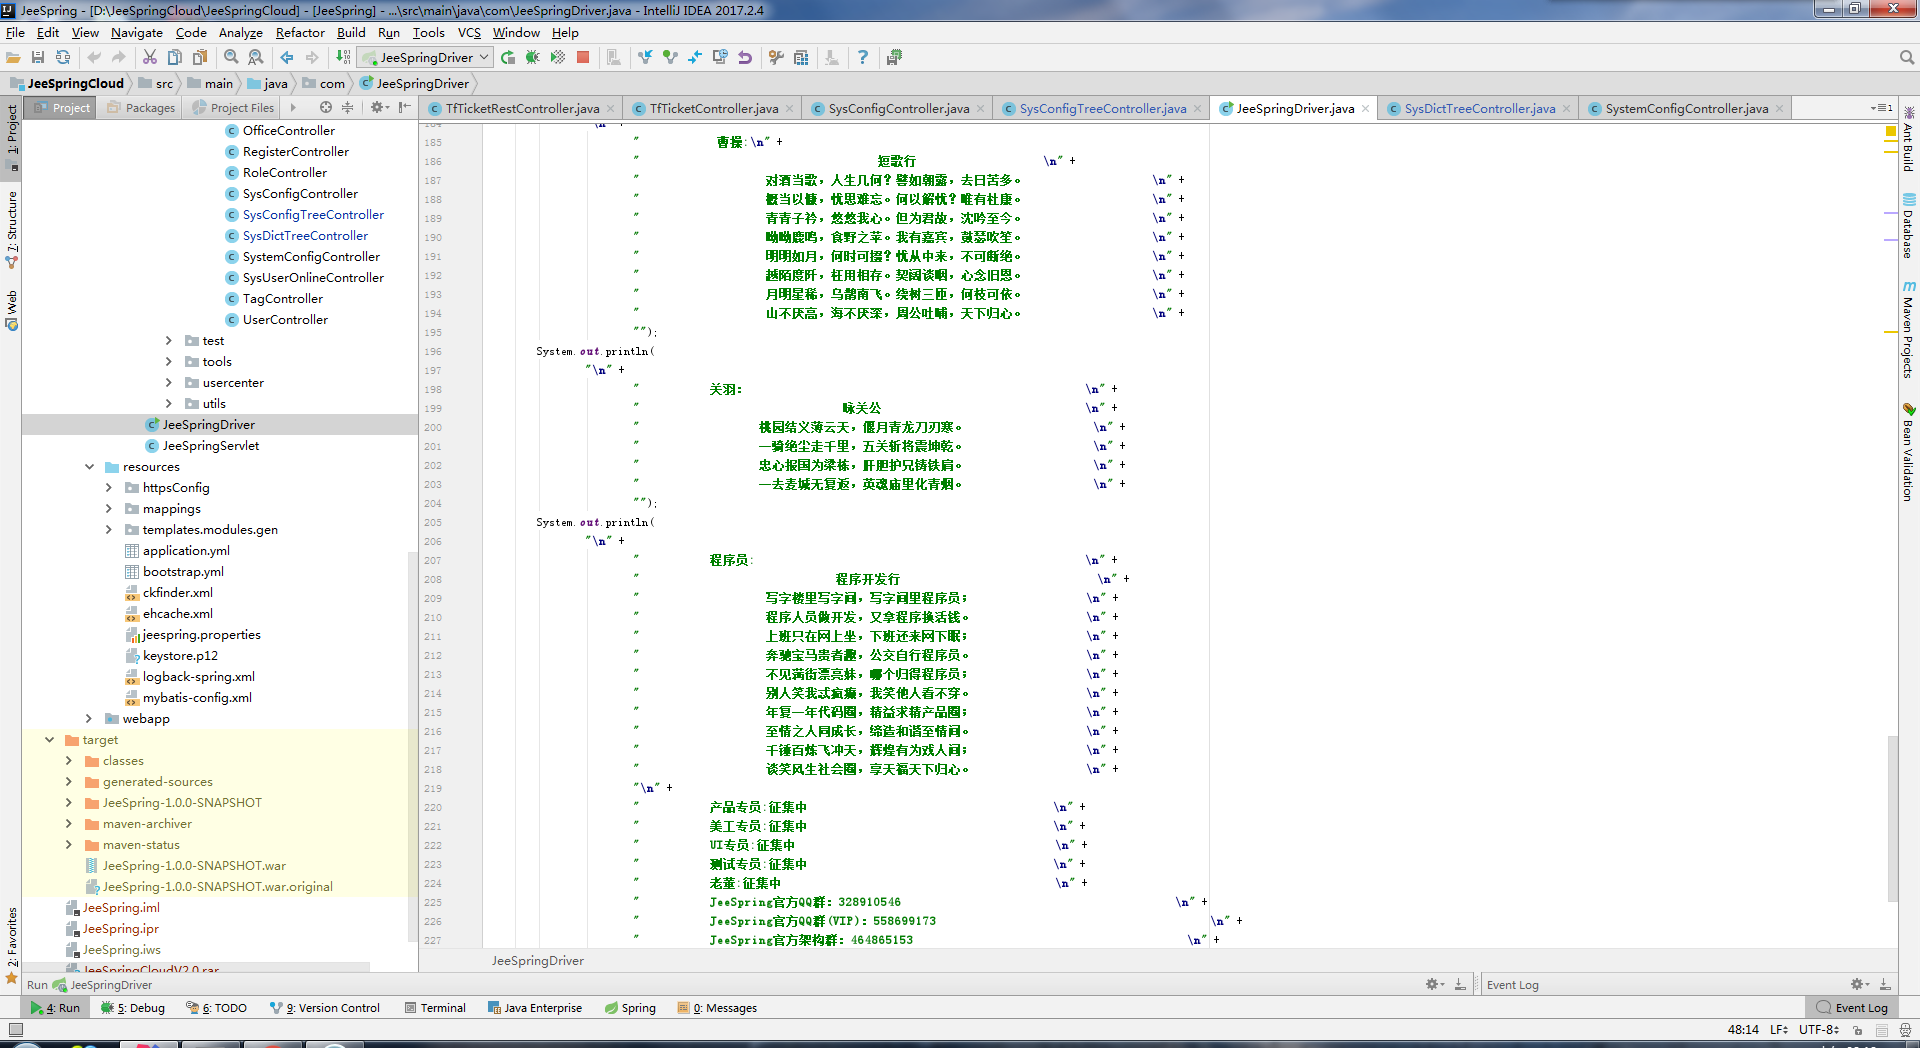 JeeSpring - [D:\JeeSpringCloud\JeeSpringCloud] - [JeeSpring] - ...\src\main\java\com\JeeSpringDriver.java - IntelliJ IDEA 2017.2.4
File Edit View Navigate Code Analyze Refactor Build Run Tools VCS Window Help
JeeSpringDriver
JeeSpringCloud src main java com JeeSpringDriver
Project Packages Project Files
TfTicketRestController.java TfTicketController.java SysConfigController.java SysConfigTreeController.java JeeSpringDriver.java SysDictTreeController.java SystemConfigController.java
1: Project
7: Structure
Web
2: Favorites
OfficeController
RegisterController
RoleController
SysConfigController
SysConfigTreeController
SysDictTreeController
SystemConfigController
SysUserOnlineController
TagController
UserController
test
tools
usercenter
utils
JeeSpringDriver
JeeSpringServlet
resources
httpsConfig
mappings
templates.modules.gen
application.yml
bootstrap.yml
ckfinder.xml
ehcache.xml
jeespring.properties
keystore.p12
logback-spring.xml
mybatis-config.xml
webapp
target
classes
generated-sources
JeeSpring-1.0.0-SNAPSHOT
maven-archiver
maven-status
JeeSpring-1.0.0-SNAPSHOT.war
JeeSpring-1.0.0-SNAPSHOT.war.original
JeeSpring.iml
JeeSpring.ipr
JeeSpring.iws
JeeSpringCloudV2.0.rar
185 " 曹操:\n" +
186 " 短歌行 \n" +
187 " 对酒当歌，人生几何？譬如朝露，去日苦多。 \n" +
188 " 概当以慷，忧思难忘。何以解忧？唯有杜康。 \n" +
189 " 青青子衿，悠悠我心。但为君故，沈吟至今。 \n" +
190 " 呦呦鹿鸣，食野之苹。我有嘉宾，鼓瑟吹笙。 \n" +
191 " 明明如月，何时可掇？忧从中来，不可断绝。 \n" +
192 " 越陌度阡，枉用相存。契阔谈咽，心念旧恩。 \n" +
193 " 月明星稀，乌鹊南飞。绕树三匝，何枝可依。 \n" +
194 " 山不厌高，海不厌深，周公吐哺，天下归心。 \n" +
195 "");
196 System.out.println(
197 "\n" +
198 " 关羽: \n" +
199 " 咏关公 \n" +
200 " 桃园结义薄云天，偃月青龙刀刃寒。 \n" +
201 " 一骑绝尘走千里，五关斩将震坤乾。 \n" +
202 " 忠心报国为梁栋，肝胆护兄铸铁肩。 \n" +
203 " 一去麦城无复返，英魂庙里化青烟。 \n" +
204 "");
205 System.out.println(
206 "\n" +
207 " 程序员: \n" +
208 " 程序开发行 \n" +
209 " 写字楼里写字间，写字间里程序员； \n" +
210 " 程序人员做开发，又拿程序换活钱。 \n" +
211 " 上班只在网上坐，下班还来网下眠； \n" +
212 " 奔驰宝马贵者趣，公交自行程序员。 \n" +
213 " 不见满街漂亮妹，哪个归得程序员； \n" +
214 " 别人笑我忒疯癫，我笑他人看不穿。 \n" +
215 " 年复一年代码圈，精益求精产品圈； \n" +
216 " 至情之人同成长，缔造和谐至情间。 \n" +
217 " 千锤百炼飞冲天，辉煌有为戏人间； \n" +
218 " 谈笑风生社会圈，享天福天下归心。 \n" +
219 "\n" +
220 " 产品专员:征集中 \n" +
221 " 美工专员:征集中 \n" +
222 " UI专员:征集中 \n" +
223 " 测试专员:征集中 \n" +
224 " 老董:征集中 \n" +
225 " JeeSpring官方QQ群: 328910546 \n" +
226 " JeeSpring官方QQ群(VIP): 558699173 \n" +
227 " JeeSpring官方架构群: 464865153 \n" +
JeeSpringDriver
Ant Build
Database
Maven Projects
Bean Validation
Run JeeSpringDriver
Event Log
4: Run 5: Debug 6: TODO 9: Version Control Terminal Java Enterprise Spring 0: Messages Event Log
48:14 LF UTF-8